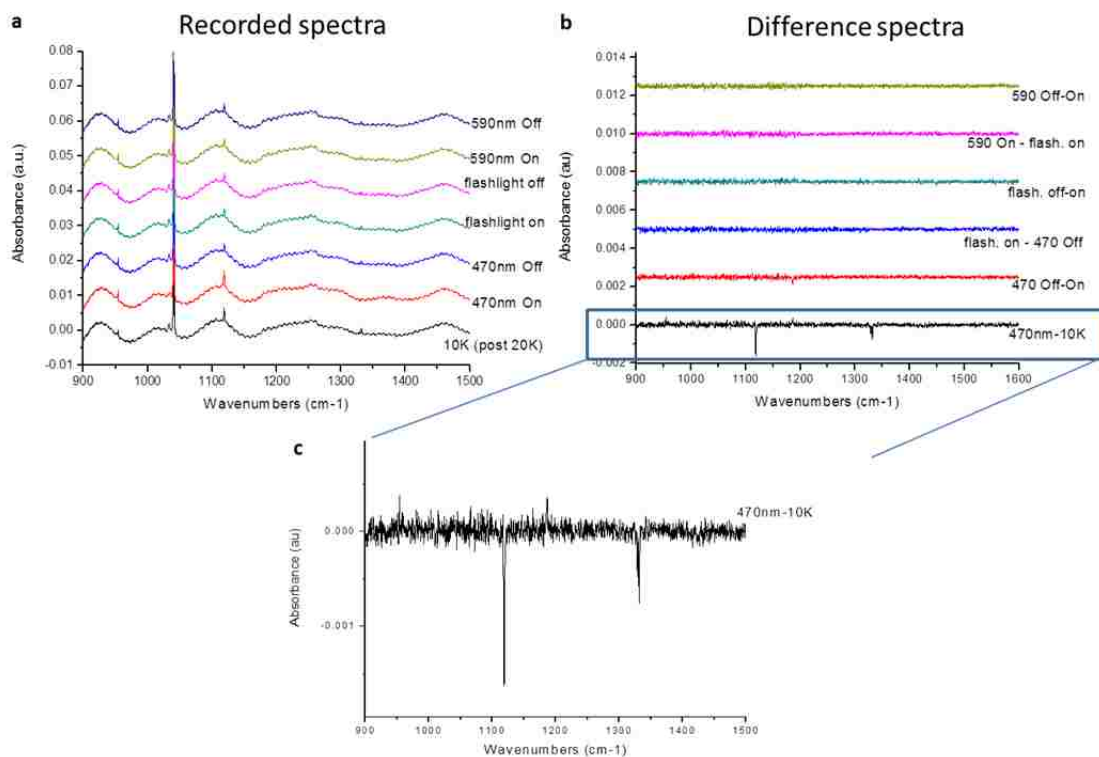 a
Recorded spectra
0.08
0.07
0.06
0.05
0.04
0.03
0.02
0.01
0.00
-0.01
Absorbance (a.u.)
590nm Off
590nm On
flashlight off
flashlight on
470nm Off
470nm On
10K (post 20K)
900 1000 1100 1200 1300 1400 1500
Wavenumbers (cm-1)
b
Difference spectra
0.014
0.012
0.010
0.008
0.006
0.004
0.002
0.000
-0.002
Absorbance (au)
590 Off-On
590 On - flash. on
flash. off-on
flash. on - 470 Off
470 Off-On
470nm-10K
900 1000 1100 1200 1300 1400 1500 1600
Wavenumbers (cm-1)
c
0.000
-0.001
Absorbance (au)
470nm-10K
900 1000 1100 1200 1300 1400 1500
Wavenumbers (cm-1)